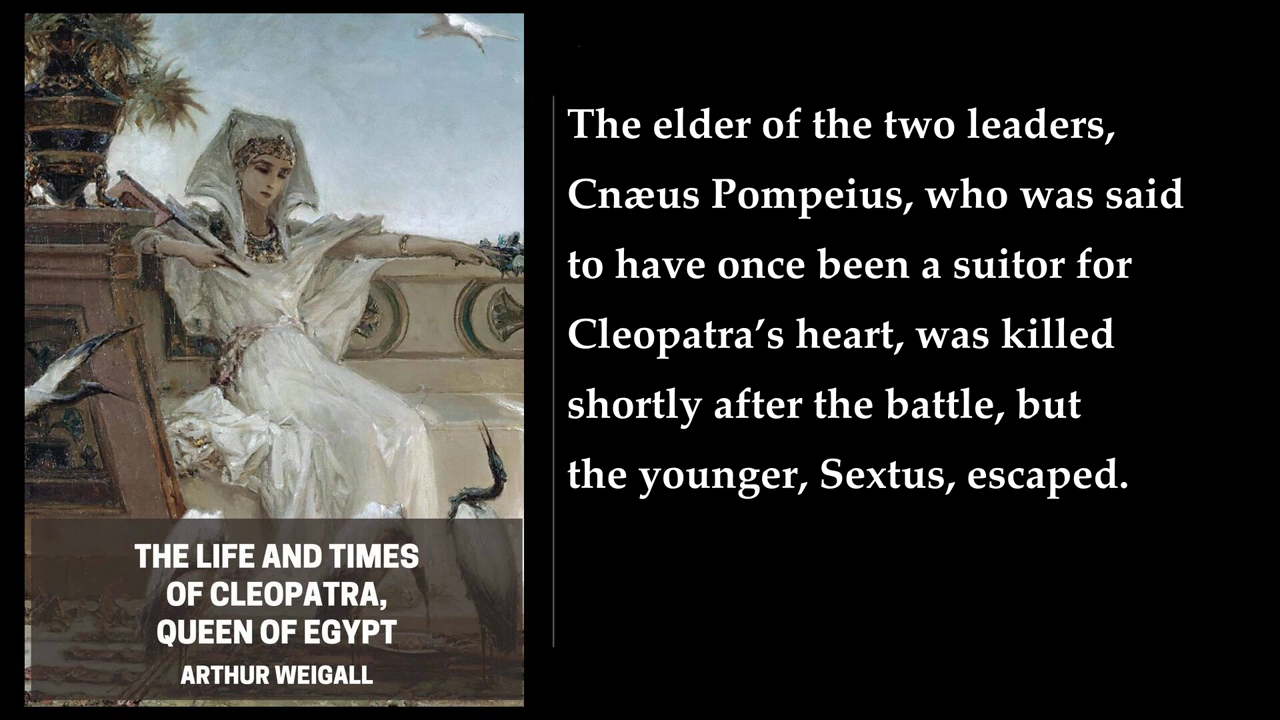 The elder of the two leaders,
Cnæus Pompeius, who was said
to have once been a suitor for
Cleopatra’s heart, was killed
shortly after the battle, but
the younger, Sextus, escaped.
THE LIFE AND TIMES
OF CLEOPATRA,
QUEEN OF EGYPT
ARTHUR WEIGALL